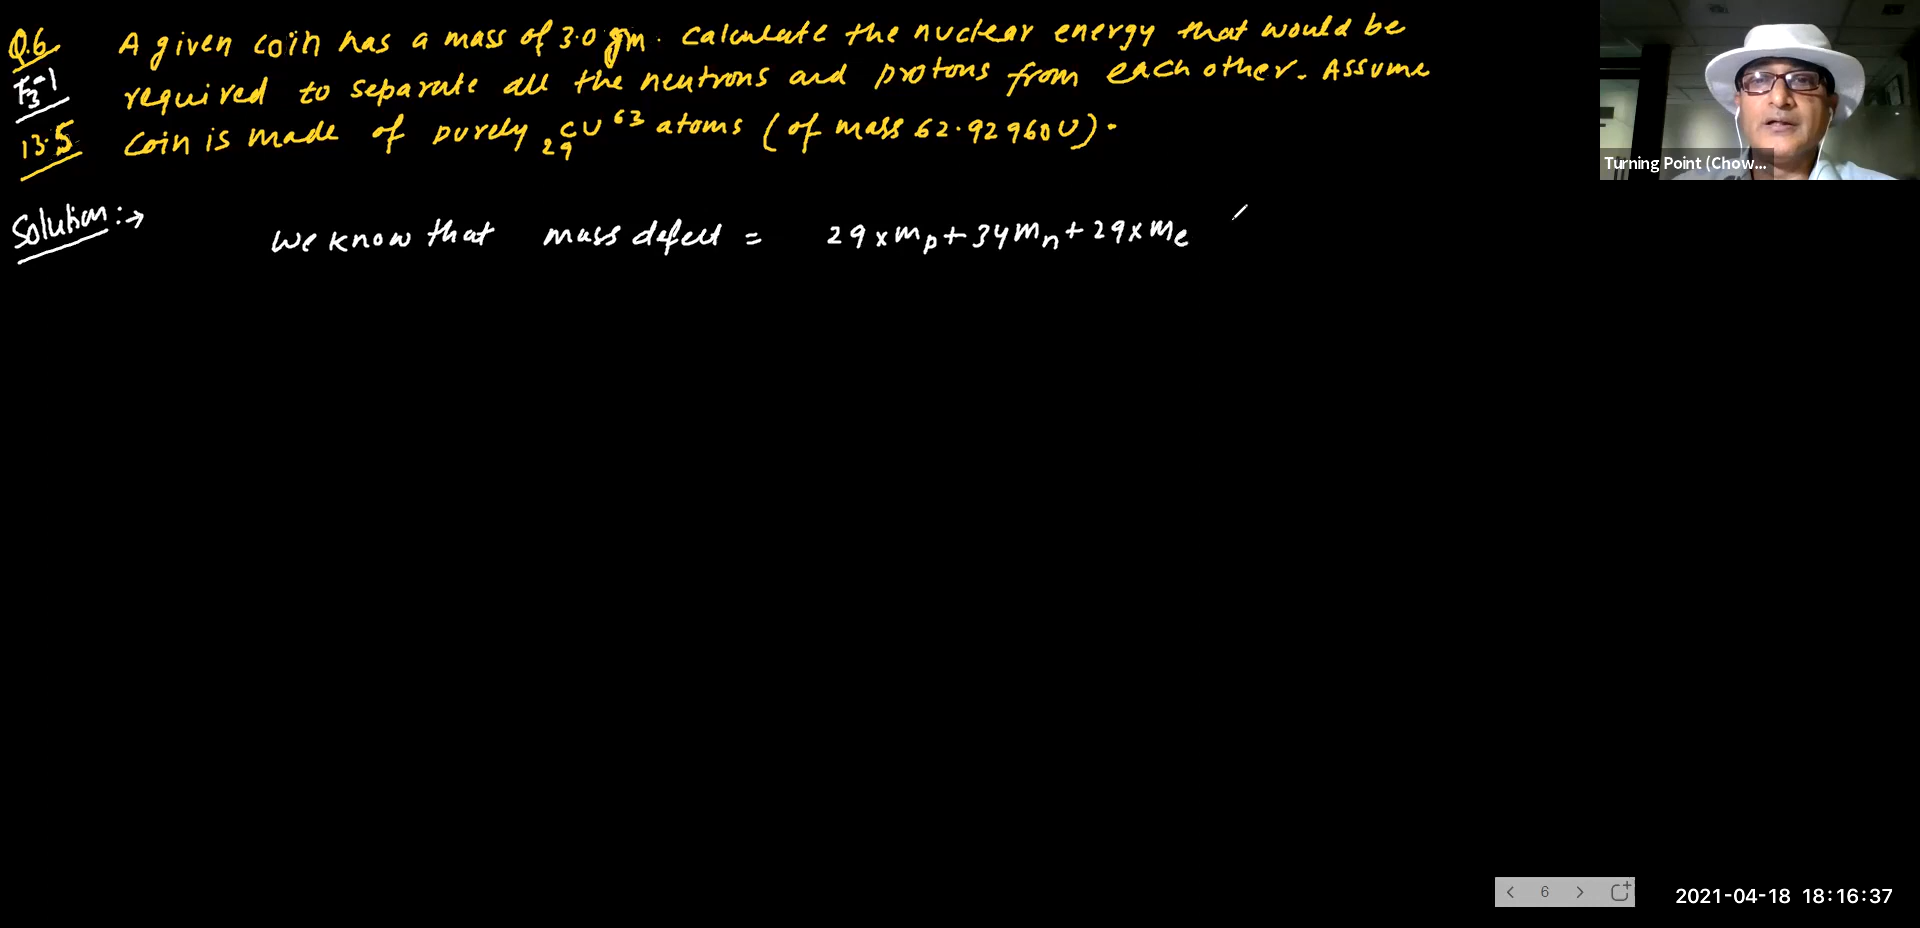 Q.6 A given coin has a mass of 3.0 gm. Calculate the nuclear energy that would be
required to separate all the neutrons and protons from each other. Assume
13.5 coin is made of purely ₂₉Cu⁶³ atoms (of mass 62.92960U).
Turning Point (Chow...
Solution:→ We know that mass defect = 29×mₚ+34mₙ+29×mₑ
6
2021-04-18 18:16:37